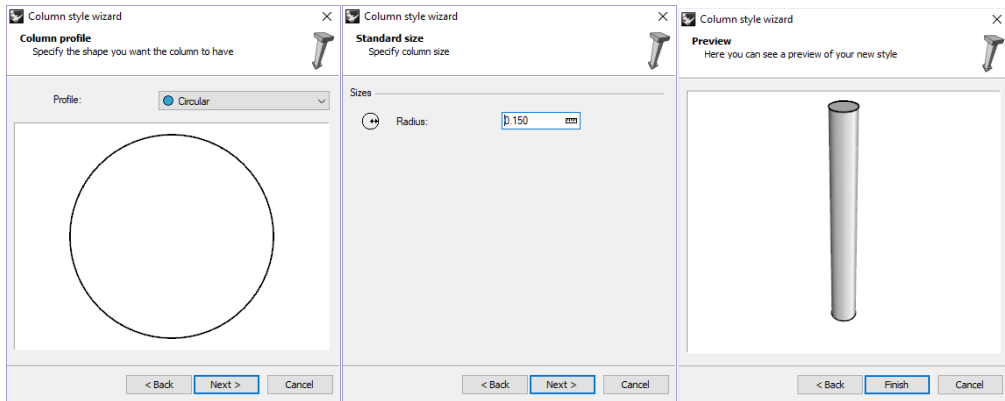 Column style wizard
Column profile
Specify the shape you want the column to have
Profile:
Circular
< Back
Next >
Cancel
Column style wizard
Standard size
Specify column size
Sizes
Radius:
0.150
< Back
Next >
Cancel
Column style wizard
Preview
Here you can see a preview of your new style
< Back
Finish
Cancel